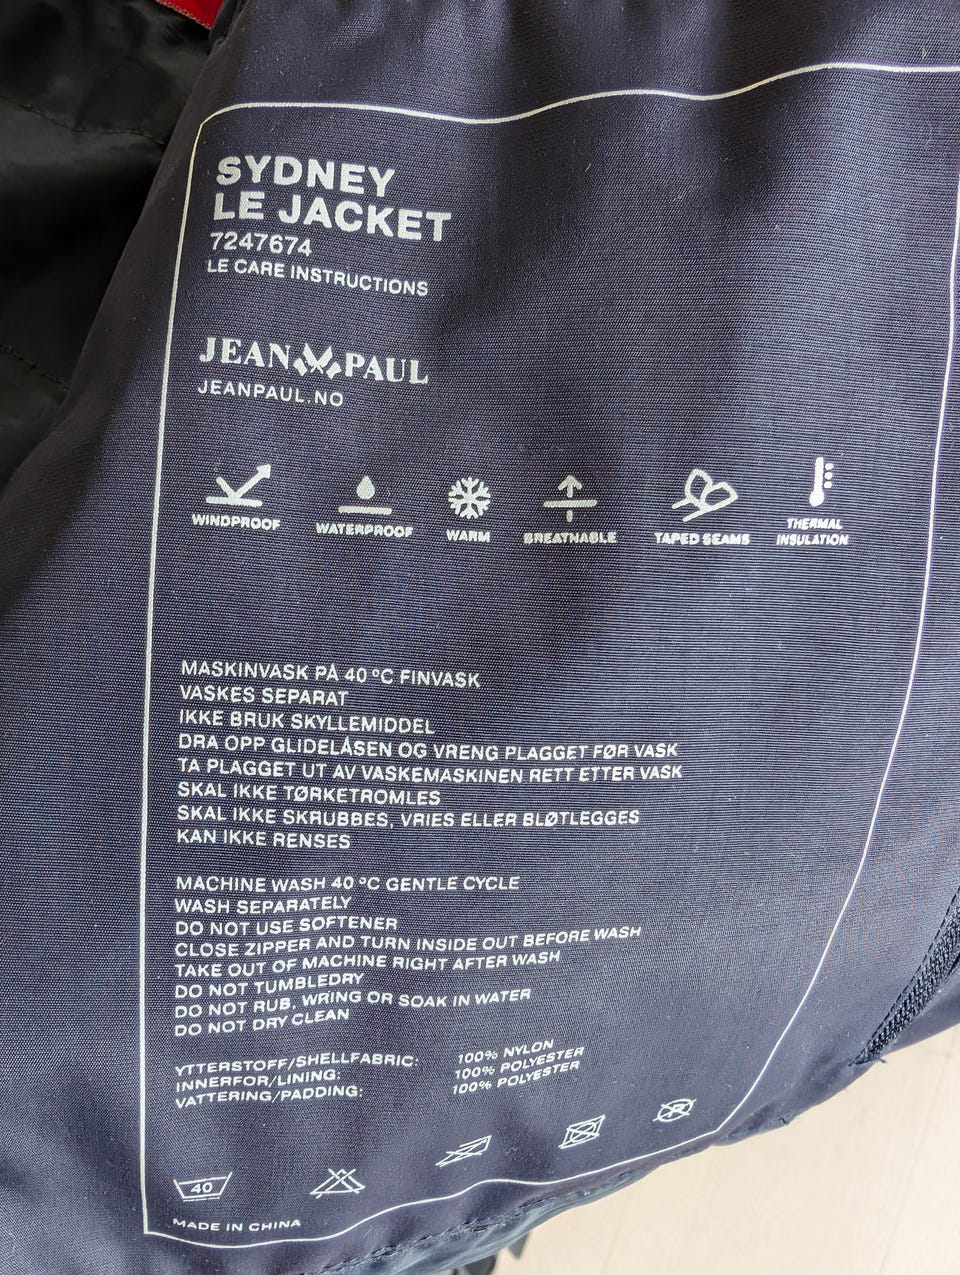 SYDNEY
LE JACKET
7247674
LE CARE INSTRUCTIONS
JEAN PAUL
JEANPAUL.NO
WINDPROOF
WATERPROOF
WARM
BREATNABLE
TAPED SEAMS
THERMAL
INSULATION
MASKINVASK PÅ 40 ºC FINVASK
VASKES SEPARAT
IKKE BRUK SKYLLEMIDDEL
DRA OPP GLIDELÅSEN OG VRENG PLAGGET FØR VASK
TA PLAGGET UT AV VASKEMASKINEN RETT ETTER VASK
SKAL IKKE TØRKETROMLES
SKAL IKKE SKRUBBES, VRIES ELLER BLØTLEGGES
KAN IKKE RENSES
MACHINE WASH 40 ºC GENTLE CYCLE
WASH SEPARATELY
DO NOT USE SOFTENER
CLOSE ZIPPER AND TURN INSIDE OUT BEFORE WASH
TAKE OUT OF MACHINE RIGHT AFTER WASH
DO NOT TUMBLEDRY
DO NOT RUB, WRING OR SOAK IN WATER
DO NOT DRY CLEAN
YTTERSTOFF/SHELLFABRIC: 100% NYLON
INNERFOR/LINING: 100% POLYESTER
VATTERING/PADDING: 100% POLYESTER
40
P
MADE IN CHINA